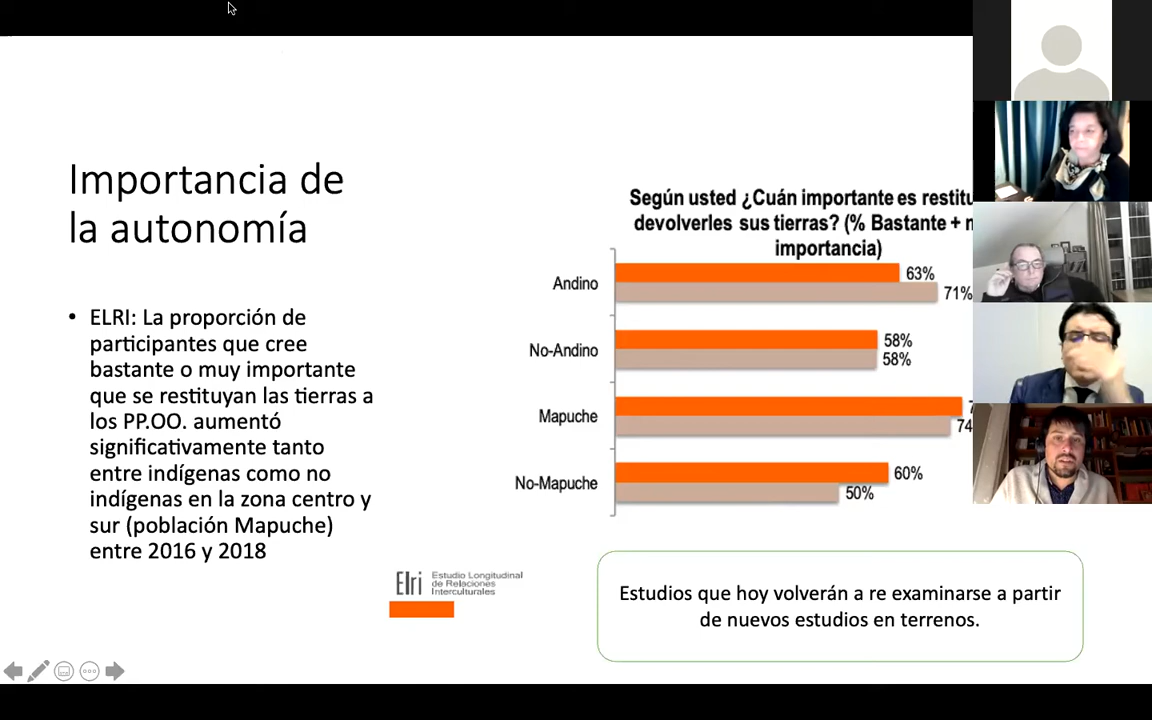 Importancia de
la autonomía
• ELRI: La proporción de
participantes que cree
bastante o muy importante
que se restituyan las tierras a
los PP.OO. aumentó
significativamente tanto
entre indígenas como no
indígenas en la zona centro y
sur (población Mapuche)
entre 2016 y 2018
Según usted ¿Cuán importante es
devolverles sus tierras? (% Bastante +
importancia)
Andino
63%
71%
No-Andino
58%
58%
Mapuche
74
No-Mapuche
60%
50%
Elri Estudio Longitudinal
de Relaciones
Interculturales
Estudios que hoy volverán a re examinarse a partir
de nuevos estudios en terrenos.